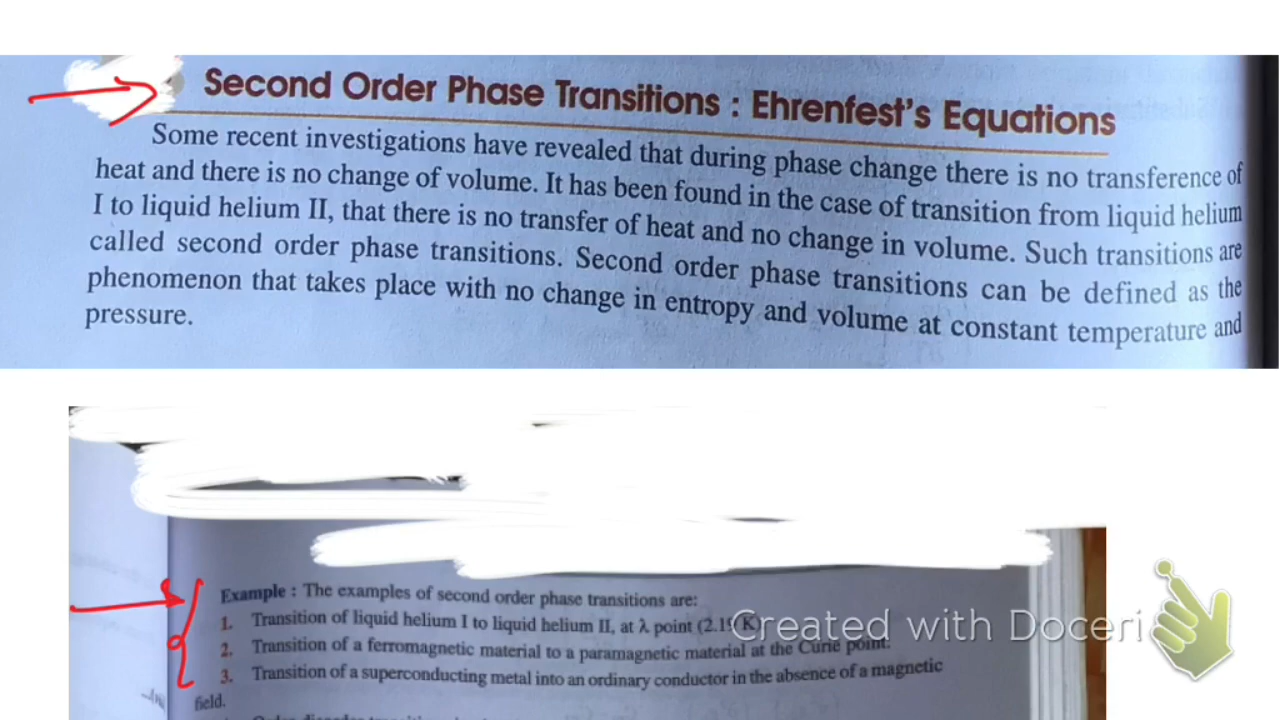 Second Order Phase Transitions : Ehrenfest's Equations
Some recent investigations have revealed that during phase change there is no transference of
heat and there is no change of volume. It has been found in the case of transition from liquid helium
I to liquid helium II, that there is no transfer of heat and no change in volume. Such transitions are
called second order phase transitions. Second order phase transitions can be defined as the
phenomenon that takes place with no change in entropy and volume at constant temperature and
pressure.
Example : The examples of second order phase transitions are:
1. Transition of liquid helium I to liquid helium II, at λ point (2.19 K)
2. Transition of a ferromagnetic material to a paramagnetic material at the Curie point.
3. Transition of a superconducting metal into an ordinary conductor in the absence of a magnetic
field.
Created with Doceri